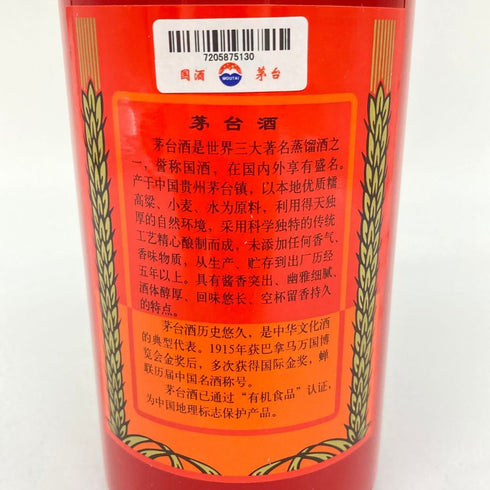 7205875130
国酒 MOUTAI 茅台
茅台酒
茅台酒是世界三大著名蒸馏酒之
一，誉称国酒，在国内外享有盛名。
产于中国贵州茅台镇，以本地优质糯
高粱、小麦、水为原料，利用得天独
厚的自然环境，采用科学独特的传统
工艺精心酿制而成，未添加任何香气、
香味物质，从生产、贮存到出厂历经
五年以上。具有酱香突出、幽雅细腻、
酒体醇厚、回味悠长、空杯留香持久
的特点。
茅台酒历史悠久，是中华文化酒
的典型代表。1915年获巴拿马万国博
览会金奖后，多次获得国际金奖，蝉
联历届中国名酒称号。
茅台酒已通过“有机食品”认证，
为中国地理标志保护产品。